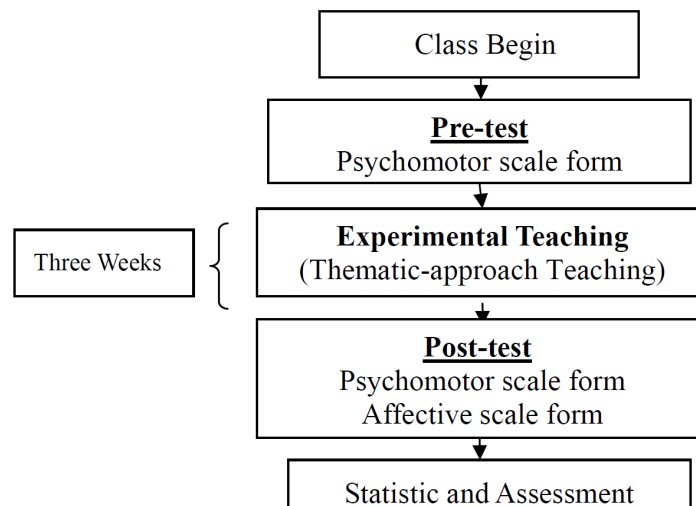 Class Begin
Pre-test
Psychomotor scale form
Experimental Teaching
(Thematic-approach Teaching)
Three Weeks
Post-test
Psychomotor scale form
Affective scale form
Statistic and Assessment